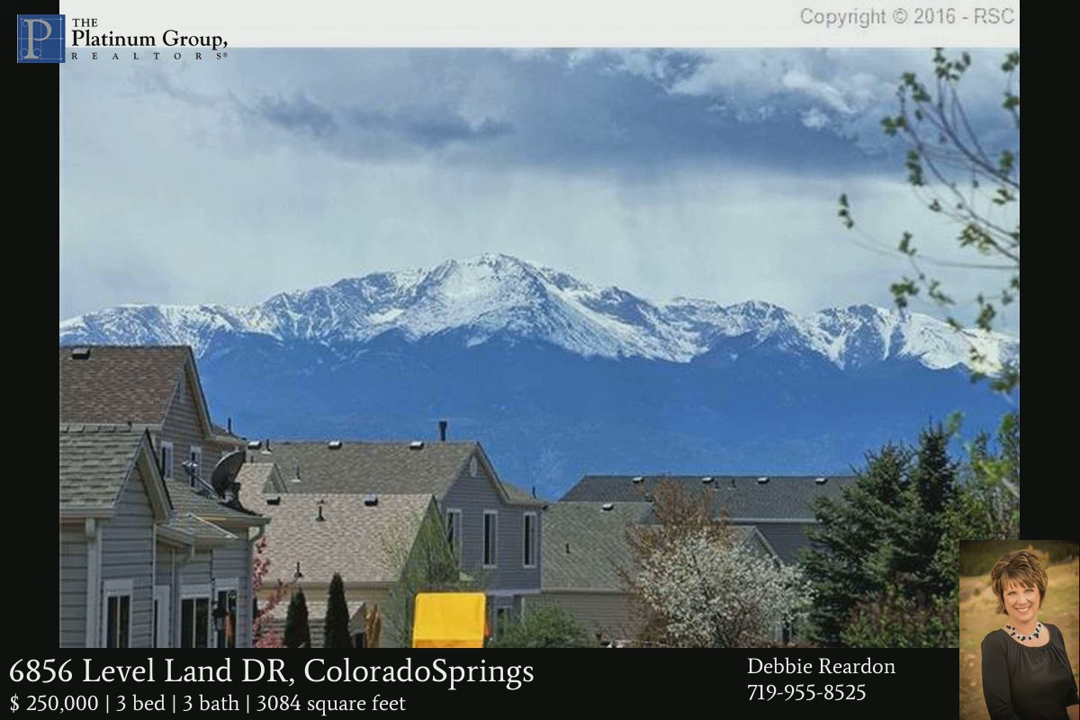 Copyright © 2016 - RSC
P
THE
Platinum Group,
REALTORS®
6856 Level Land DR, ColoradoSprings
$ 250,000 | 3 bed | 3 bath | 3084 square feet
Debbie Reardon
719-955-8525